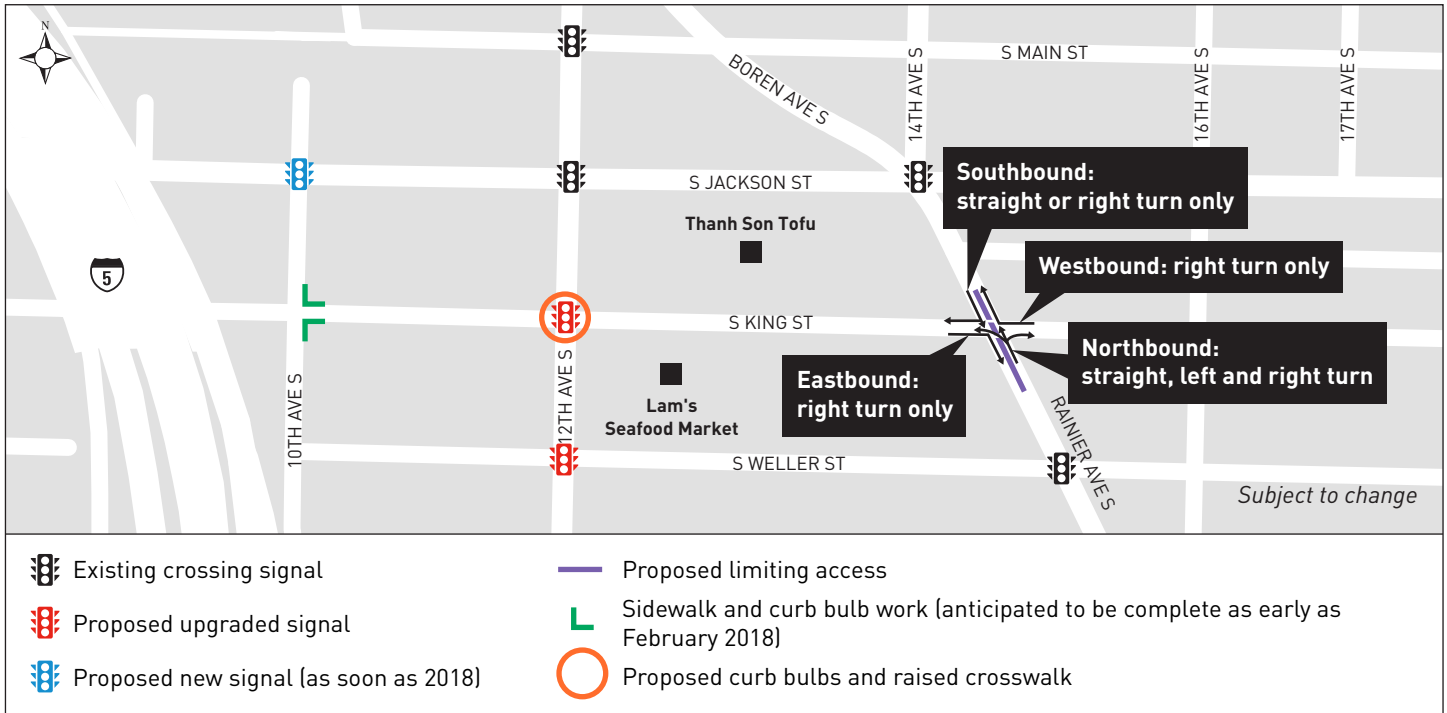 N
S MAIN ST
BOREN AVE S
14TH AVE S
16TH AVE S
17TH AVE S
S JACKSON ST
Southbound:
straight or right turn only
Thanh Son Tofu
Westbound: right turn only
5
S KING ST
Northbound:
straight, left and right turn
Eastbound:
right turn only
10TH AVE S
12TH AVE S
Lam's
Seafood Market
RAINIER AVE S
S WELLER ST
Subject to change
Existing crossing signal
Proposed upgraded signal
Proposed new signal (as soon as 2018)
Proposed limiting access
Sidewalk and curb bulb work (anticipated to be complete as early as
February 2018)
Proposed curb bulbs and raised crosswalk